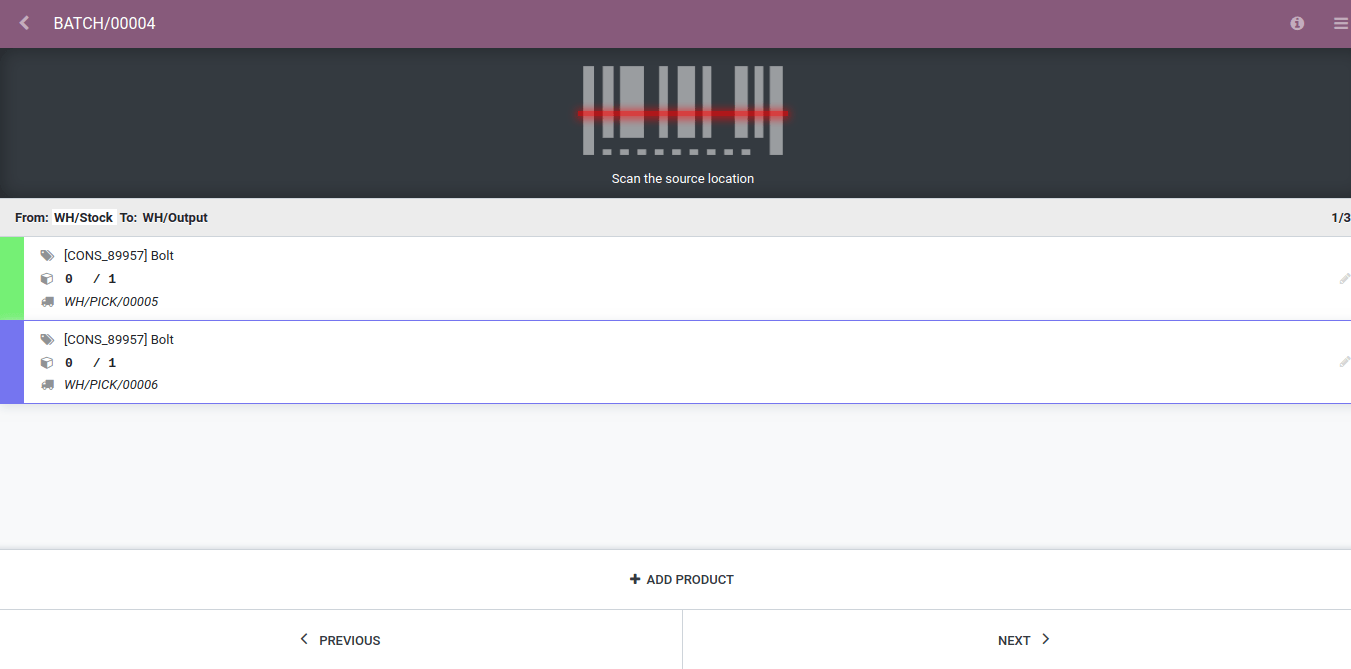 BATCH/00004
Scan the source location
From: WH/Stock To: WH/Output 1/3
[CONS_89957] Bolt
0 / 1
WH/PICK/00005
[CONS_89957] Bolt
0 / 1
WH/PICK/00006
ADD PRODUCT
PREVIOUS NEXT